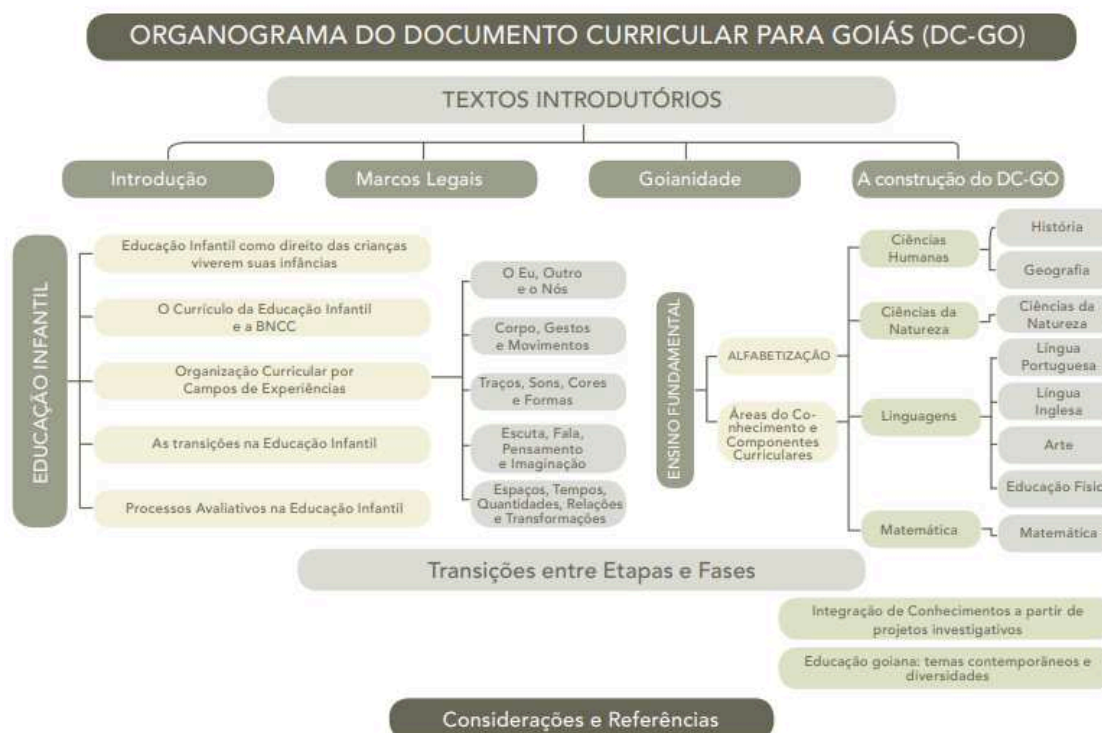 ORGANOGRAMA DO DOCUMENTO CURRICULAR PARA GOIÁS (DC-GO)
TEXTOS INTRODUTÓRIOS
Introdução
Marcos Legais
Goianidade
A construção do DC-GO
EDUCAÇÃO INFANTIL
Educação Infantil como direito das crianças
viverem suas infâncias
O Currículo da Educação Infantil
e a BNCC
Organização Curricular por
Campos de Experiências
As transições na Educação Infantil
Processos Avaliativos na Educação Infantil
O Eu, Outro
e o Nós
Corpo, Gestos
e Movimentos
Traços, Sons, Cores
e Formas
Escuta, Fala,
Pensamento
e Imaginação
Espaços, Tempos,
Quantidades, Relações
e Transformações
ENSINO FUNDAMENTAL
ALFABETIZAÇÃO
Áreas do Co-
nhecimento e
Componentes
Curriculares
Ciências
Humanas
História
Geografia
Ciências da
Natureza
Ciências da
Natureza
Linguagens
Língua
Portuguesa
Língua
Inglesa
Arte
Educação Físic
Matemática
Matemática
Transições entre Etapas e Fases
Integração de Conhecimentos a partir de
projetos investigativos
Educação goiana: temas contemporâneos e
diversidades
Considerações e Referências